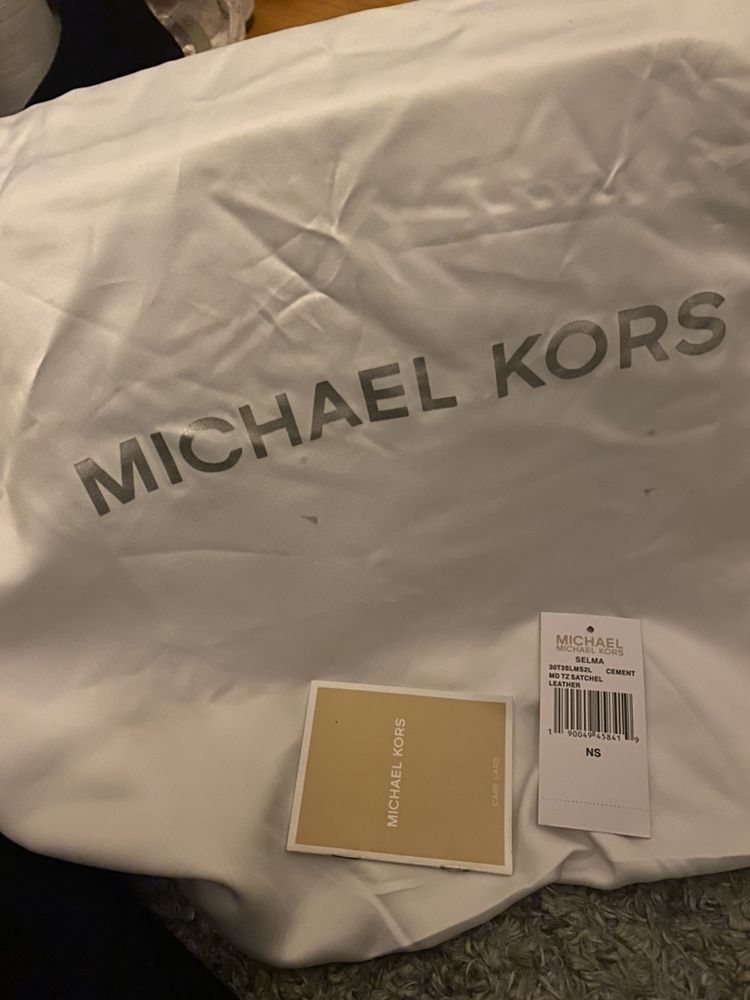 MICHAEL KORS
MICHAEL KORS
CARE CARD
MICHAEL
MICHAEL KORS
SELMA
30T3SLMS2L CEMENT
MD TZ SATCHEL
LEATHER
1 90049 45841 9
NS